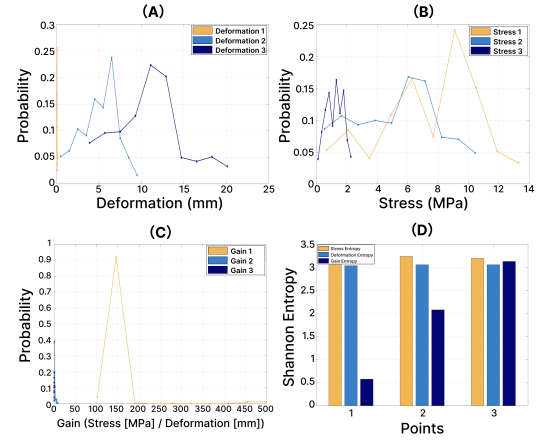 (A)
0.3
0.25
0.2
0.15
0.1
0.05
0
Probability
Deformation 1
Deformation 2
Deformation 3
0 5 10 15 20 25
Deformation (mm)
(B)
0.25
0.2
0.15
0.1
0.05
0
Probability
Stress 1
Stress 2
Stress 3
0 2 4 6 8 10 12 14
Stress (MPa)
(C)
1
0.9
0.8
0.7
0.6
0.5
0.4
0.3
0.2
0.1
0
Probability
Gain 1
Gain 2
Gain 3
0 50 100 150 200 250 300 350 400 450 500
Gain (Stress [MPa] / Deformation [mm])
(D)
3.5
3
2.5
2
1.5
1
0.5
0
Shannon Entropy
Stress Entropy
Deformation Entropy
Gain Entropy
1 2 3
Points